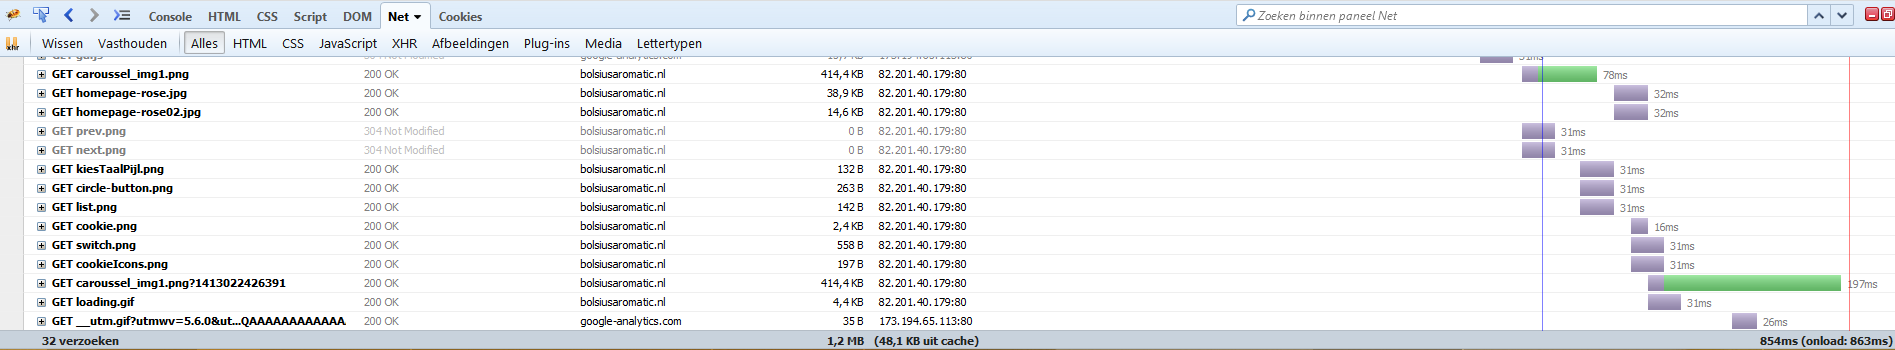 Console HTML CSS Script DOM Net Cookies Zoeken binnen paneel Net
xhr Wissen Vasthouden Alles HTML CSS JavaScript XHR Afbeeldingen Plug-ins Media Lettertypen
GET caroussel_img1.png 200 OK bolsiusaromatic.nl 414,4 KB 82.201.40.179:80 78ms
GET homepage-rose.jpg 200 OK bolsiusaromatic.nl 38,9 KB 82.201.40.179:80 32ms
GET homepage-rose02.jpg 200 OK bolsiusaromatic.nl 14,6 KB 82.201.40.179:80 32ms
GET prev.png 304 Not Modified bolsiusaromatic.nl 0 B 82.201.40.179:80 31ms
GET next.png 304 Not Modified bolsiusaromatic.nl 0 B 82.201.40.179:80 31ms
GET kiesTaalPijl.png 200 OK bolsiusaromatic.nl 132 B 82.201.40.179:80 31ms
GET circle-button.png 200 OK bolsiusaromatic.nl 263 B 82.201.40.179:80 31ms
GET list.png 200 OK bolsiusaromatic.nl 142 B 82.201.40.179:80 31ms
GET cookie.png 200 OK bolsiusaromatic.nl 2,4 KB 82.201.40.179:80 16ms
GET switch.png 200 OK bolsiusaromatic.nl 558 B 82.201.40.179:80 31ms
GET cookieIcons.png 200 OK bolsiusaromatic.nl 197 B 82.201.40.179:80 31ms
GET caroussel_img1.png?1413022426391 200 OK bolsiusaromatic.nl 414,4 KB 82.201.40.179:80 197ms
GET loading.gif 200 OK bolsiusaromatic.nl 4,4 KB 82.201.40.179:80 31ms
GET __utm.gif?utmwv=5.6.0&ut...QAAAAAAAAAAAA 200 OK google-analytics.com 35 B 173.194.65.113:80 26ms
32 verzoeken 1,2 MB (48,1 KB uit cache) 854ms (onload: 863ms)